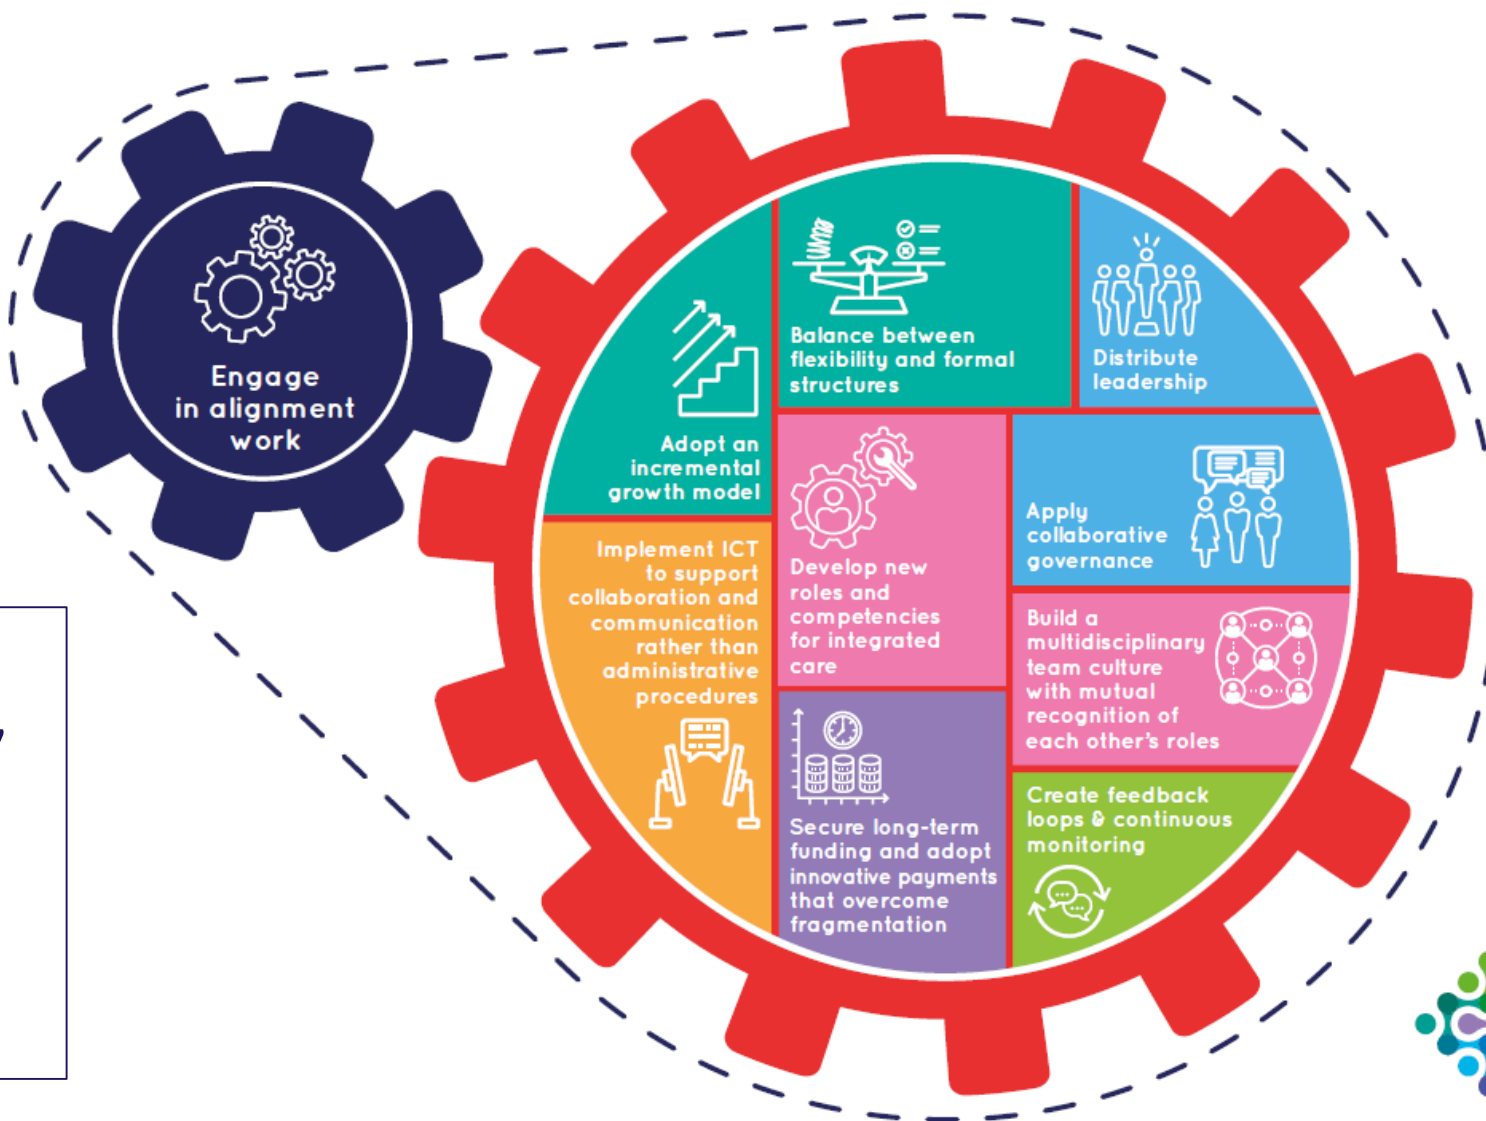 Engage
in alignment
work
Adopt an
incremental
growth model
Balance between
flexibility and formal
structures
Distribute
leadership
Implement ICT
to support
collaboration and
communication
rather than
administrative
procedures
Develop new
roles and
competencies
for integrated
care
Apply
collaborative
governance
Build a
multidisciplinary
team culture
with mutual
recognition of
each other's roles
Secure long-term
funding and adopt
innovative payments
that overcome
fragmentation
Create feedback
loops & continuous
monitoring